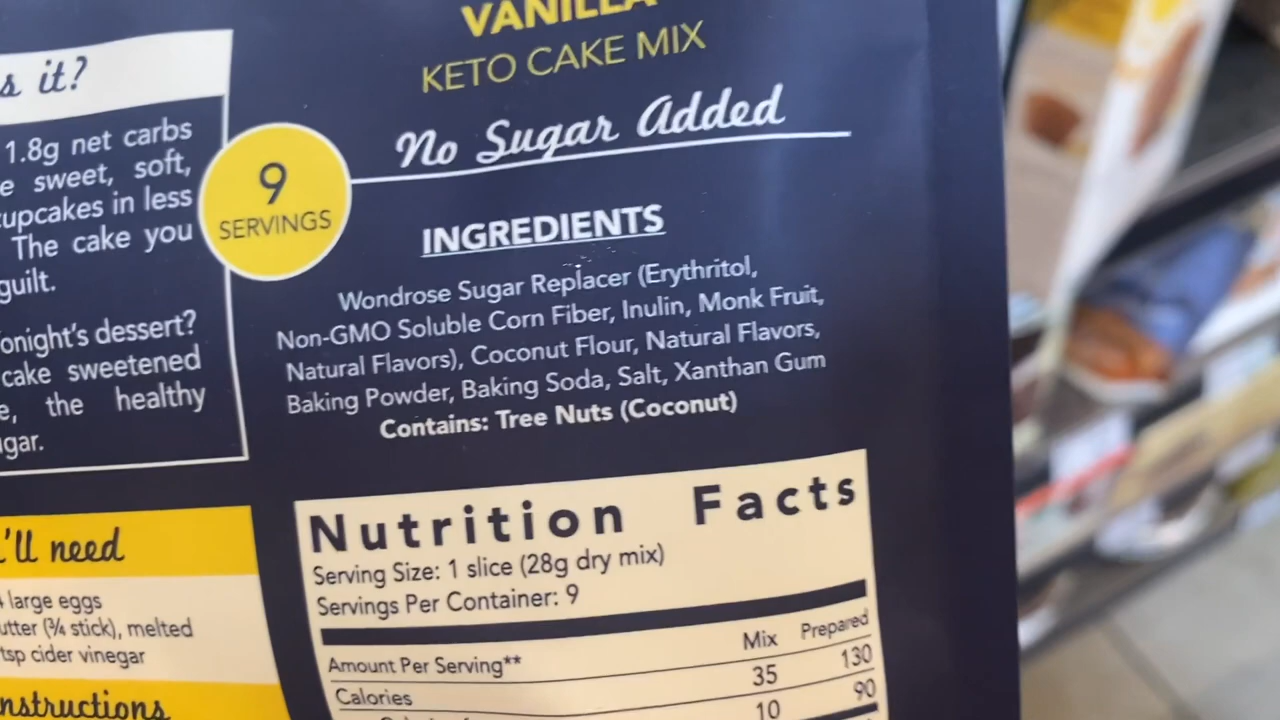 VANILLA
KETO CAKE MIX
No Sugar Added
s it?
1.8g net carbs
e sweet, soft,
cupcakes in less
The cake you
guilt.
onight's dessert?
cake sweetened
e, the healthy
gar.
9
SERVINGS
INGREDIENTS
Wondrose Sugar Replacer (Erythritol,
Non-GMO Soluble Corn Fiber, Inulin, Monk Fruit,
Natural Flavors), Coconut Flour, Natural Flavors,
Baking Powder, Baking Soda, Salt, Xanthan Gum
Contains: Tree Nuts (Coconut)
'll need
large eggs
utter (¾ stick), melted
tsp cider vinegar
nstructions
Nutrition Facts
Serving Size: 1 slice (28g dry mix)
Servings Per Container: 9
Amount Per Serving** Mix Prepared
Calories 35 130
10 90